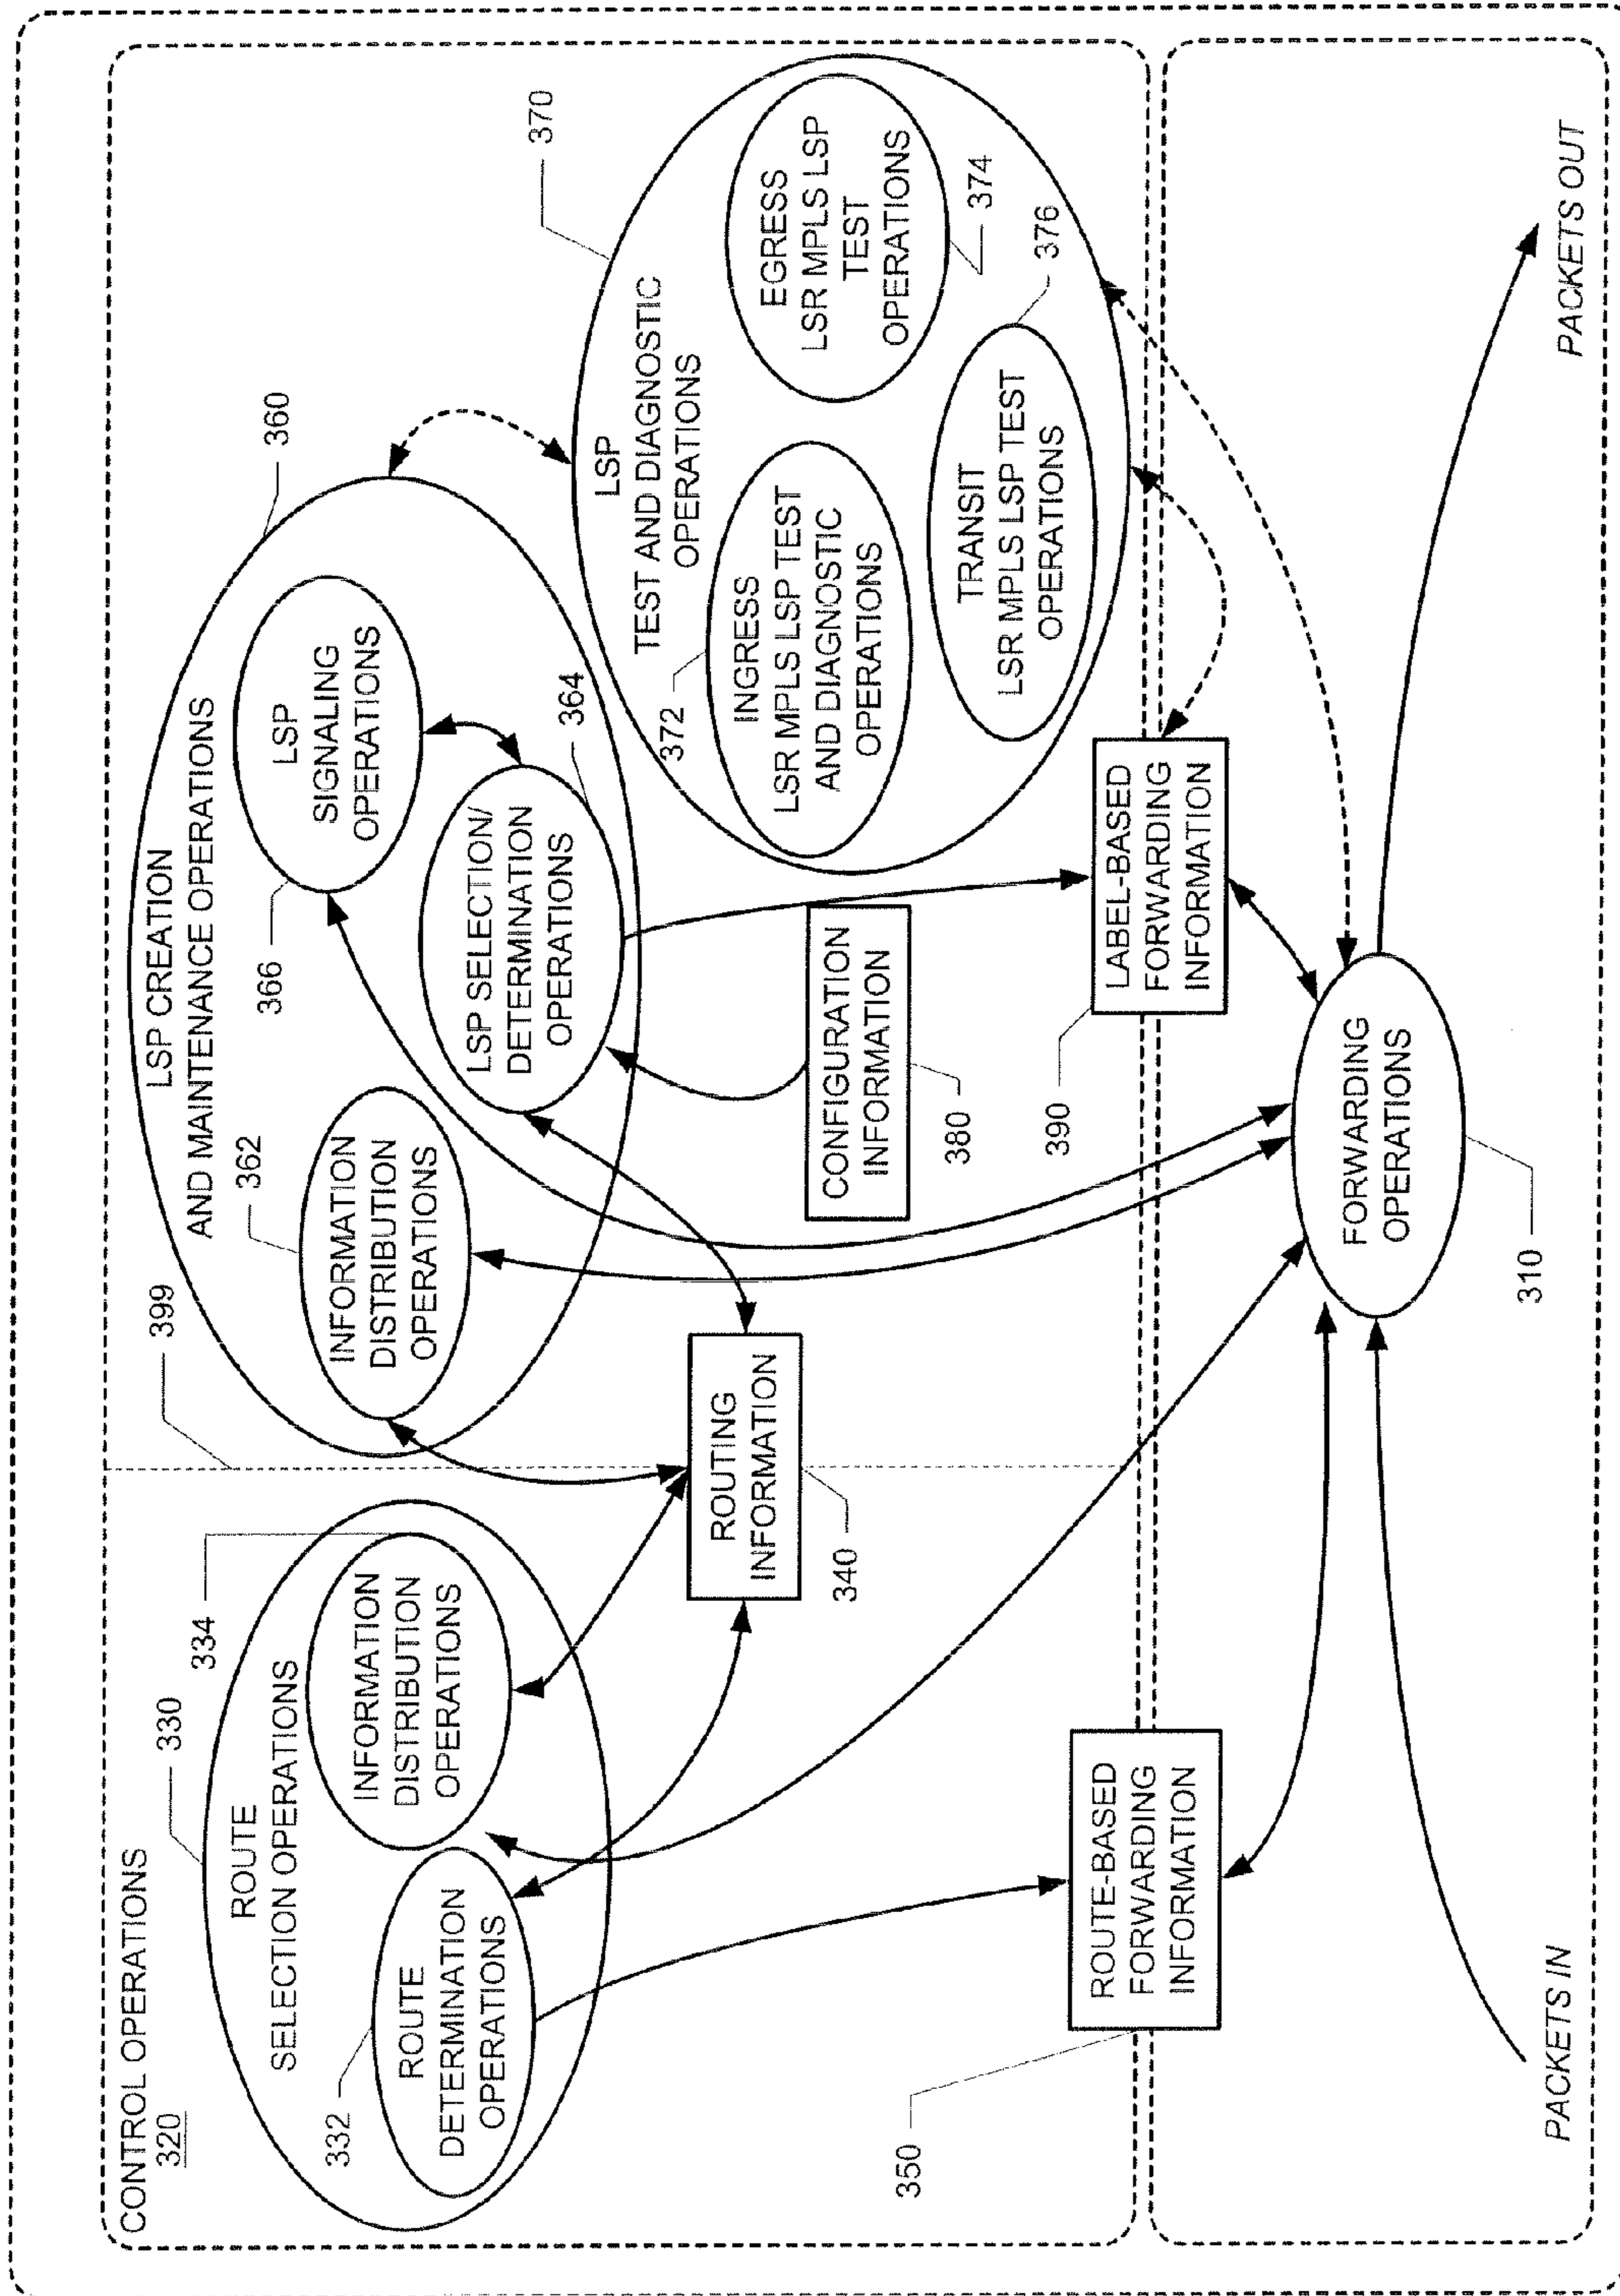 CONTROL OPERATIONS
320
330
ROUTE
SELECTION OPERATIONS
334
332
ROUTE
DETERMINATION
OPERATIONS
INFORMATION
DISTRIBUTION
OPERATIONS
399
LSP CREATION
AND MAINTENANCE OPERATIONS
360
362
INFORMATION
DISTRIBUTION
OPERATIONS
366
LSP
SIGNALING
OPERATIONS
LSP SELECTION/
DETERMINATION
OPERATIONS
364
370
LSP
TEST AND DIAGNOSTIC
OPERATIONS
372
INGRESS
LSR MPLS LSP TEST
AND DIAGNOSTIC
OPERATIONS
EGRESS
LSR MPLS LSP
TEST
OPERATIONS
374
TRANSIT
LSR MPLS LSP TEST
OPERATIONS
376
ROUTING
INFORMATION
340
CONFIGURATION
INFORMATION
380
350
ROUTE-BASED
FORWARDING
INFORMATION
390
LABEL-BASED
FORWARDING
INFORMATION
FORWARDING
OPERATIONS
310
PACKETS IN
PACKETS OUT